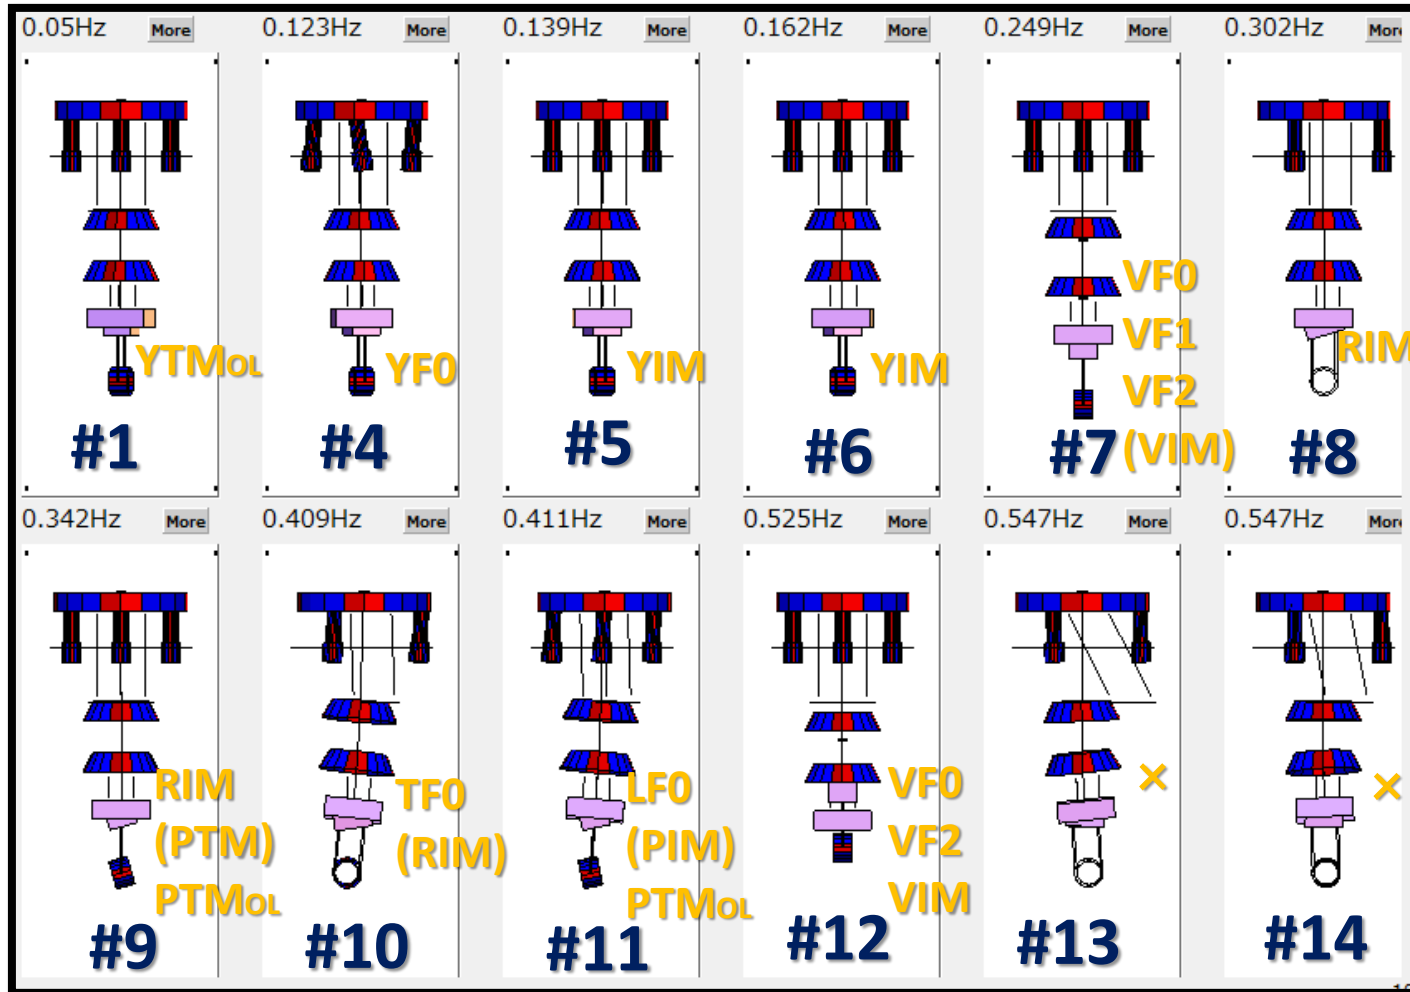 0.05Hz More 0.123Hz More 0.139Hz More 0.162Hz More 0.249Hz More 0.302Hz More
YTMOL
#1
YF0
#4
YIM
#5
YIM
#6
VF0
VF1
VF2
(VIM)
#7
RIM
#8
0.342Hz More 0.409Hz More 0.411Hz More 0.525Hz More 0.547Hz More 0.547Hz More
RIM
(PTM)
PTMOL
#9
TF0
(RIM)
#10
LF0
(PIM)
PTMOL
#11
VF0
VF2
VIM
#12
×
#13
×
#14